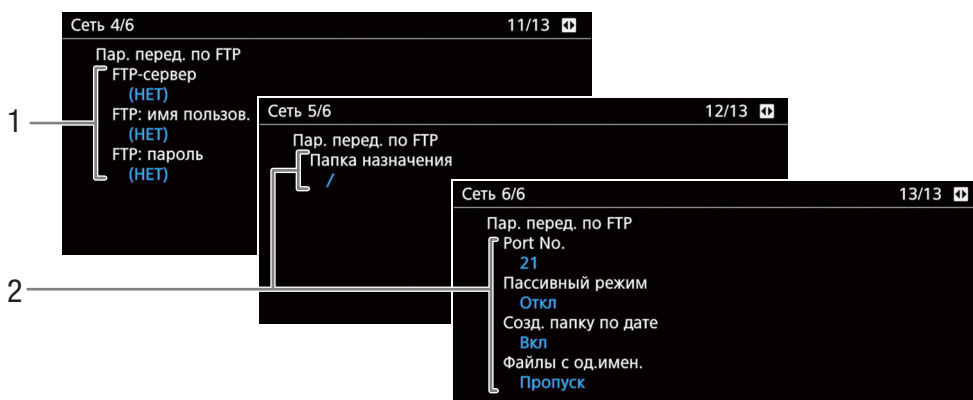 Сеть 4/6 11/13
Пар. перед. по FTP
FTP-сервер
(НЕТ)
FTP: имя пользов.
(НЕТ)
FTP: пароль
(НЕТ)
1
Сеть 5/6 12/13
Пар. перед. по FTP
Папка назначения
/
Сеть 6/6 13/13
Пар. перед. по FTP
Port No.
21
Пассивный режим
Откл
Созд. папку по дате
Вкл
Файлы с од.имен.
Пропуск
2